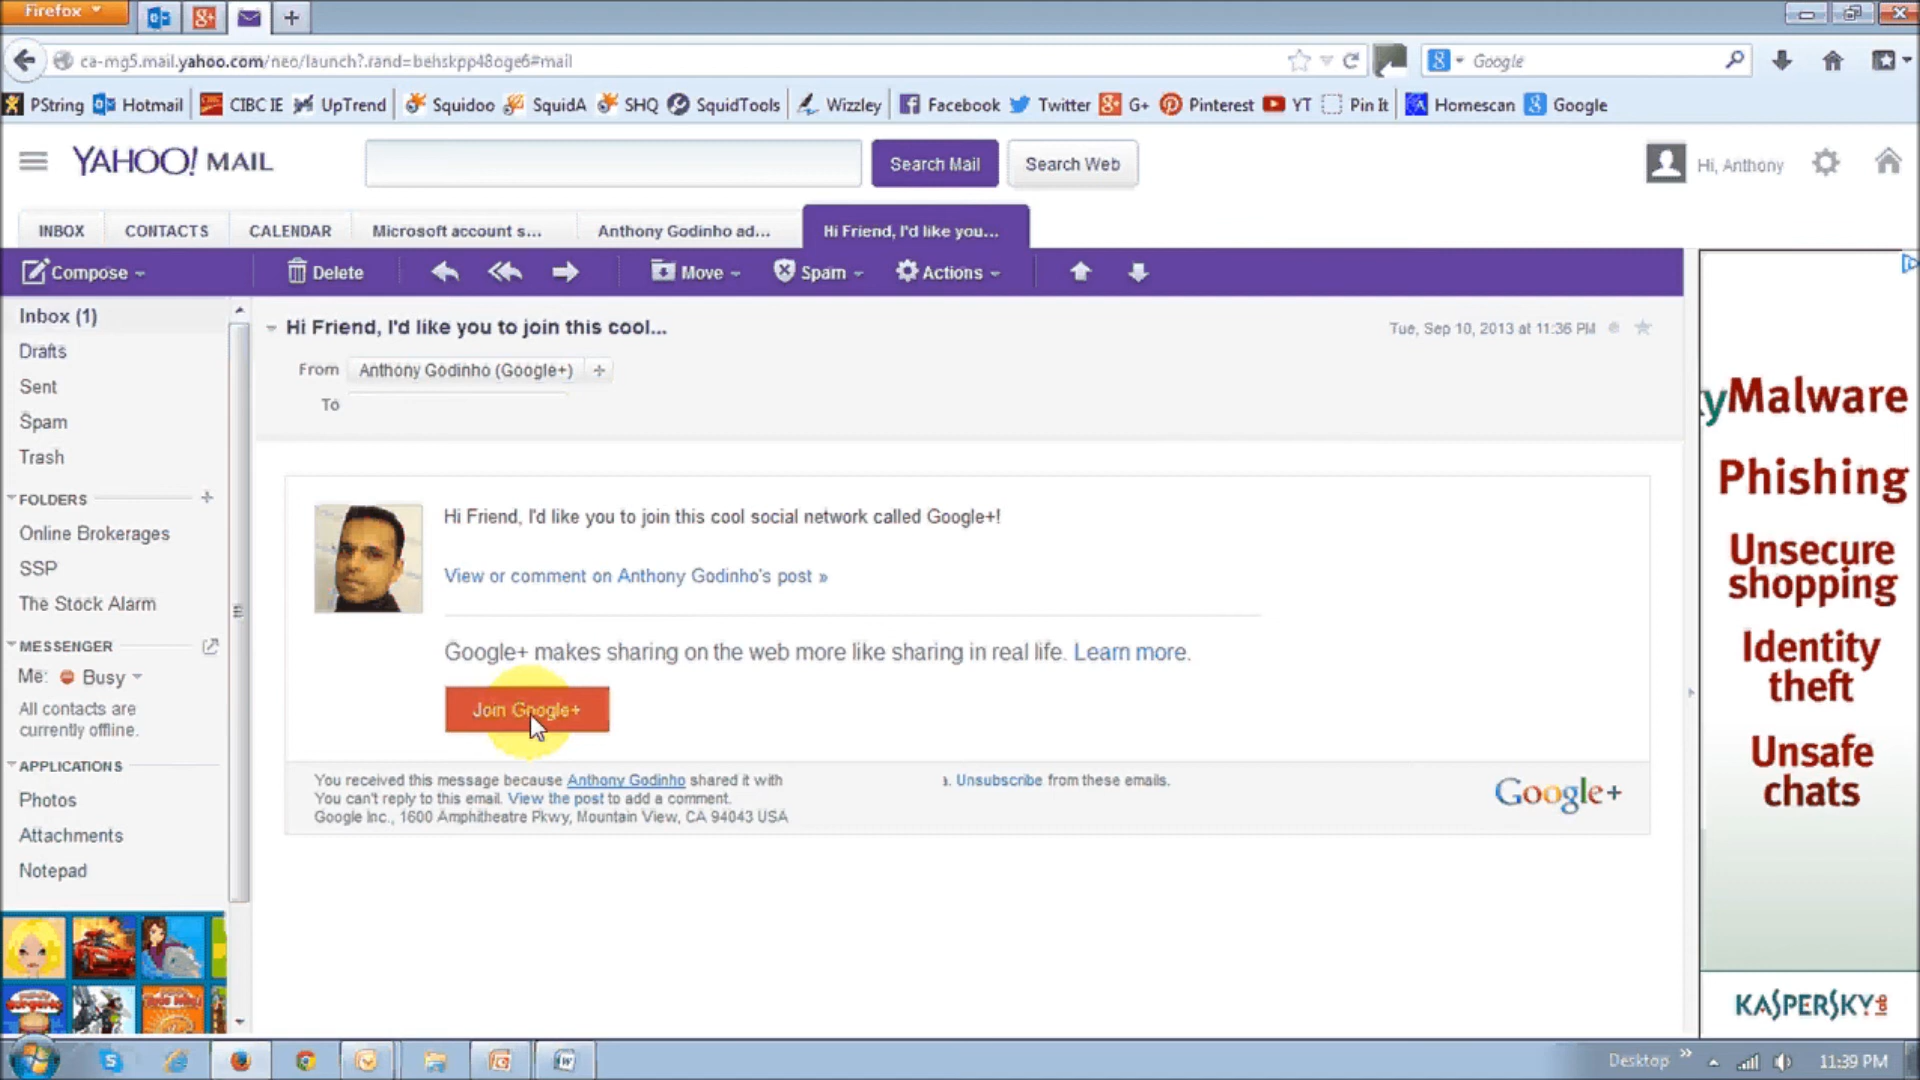 Firefox
ca-mg5.mail.yahoo.com/neo/launch?.rand=behskpp48oge6#mail
Google
PString Hotmail CIBC IE UpTrend Squidoo SquidA SHQ SquidTools Wizzley Facebook Twitter G+ Pinterest YT Pin It Homescan Google
YAHOO! MAIL
Search Mail
Search Web
Hi, Anthony
INBOX CONTACTS CALENDAR Microsoft account s... Anthony Godinho ad... Hi Friend, I'd like you...
Compose Delete Move Spam Actions
Inbox (1)
Drafts
Sent
Spam
Trash
FOLDERS
Online Brokerages
SSP
The Stock Alarm
MESSENGER
Me: Busy
All contacts are
currently offline.
APPLICATIONS
Photos
Attachments
Notepad
Hi Friend, I'd like you to join this cool...
Tue, Sep 10, 2013 at 11:36 PM
From Anthony Godinho (Google+) +
To
Hi Friend, I'd like you to join this cool social network called Google+!
View or comment on Anthony Godinho's post »
Google+ makes sharing on the web more like sharing in real life. Learn more.
Join Google+
You received this message because Anthony Godinho shared it with . Unsubscribe from these emails.
You can't reply to this email. View the post to add a comment.
Google Inc., 1600 Amphitheatre Pkwy, Mountain View, CA 94043 USA
Google+
yMalware
Phishing
Unsecure
shopping
Identity
theft
Unsafe
chats
KASPERSKY
Desktop
11:39 PM